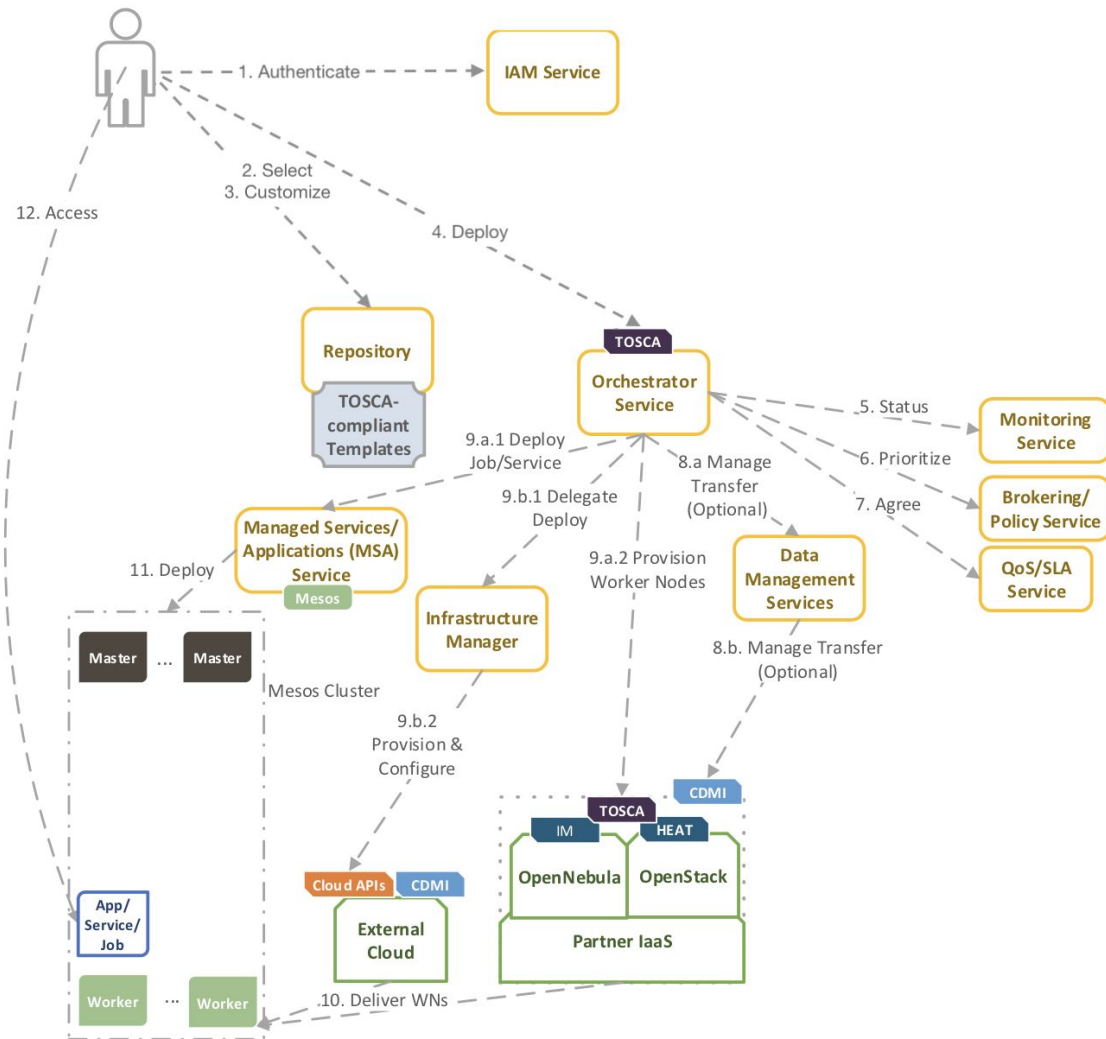 1. Authenticate
IAM Service
2. Select
3. Customize
12. Access
4. Deploy
TOSCA
Repository
Orchestrator
Service
TOSCA-
compliant
Templates
5. Status
Monitoring
Service
9.a.1 Deploy
Job/Service
8.a Manage
Transfer
(Optional)
6. Prioritize
9.b.1 Delegate
Deploy
7. Agree
Brokering/
Policy Service
Managed Services/
Applications (MSA)
Service
Mesos
9.a.2 Provision
Worker Nodes
Data
Management
Services
QoS/SLA
Service
11. Deploy
Infrastructure
Manager
8.b. Manage Transfer
(Optional)
Master
...
Master
Mesos Cluster
9.b.2
Provision &
Configure
CDMI
TOSCA
IM
HEAT
OpenNebula
OpenStack
Cloud APIs
CDMI
App/
Service/
Job
External
Cloud
Partner IaaS
Worker
...
Worker
10. Deliver WNs